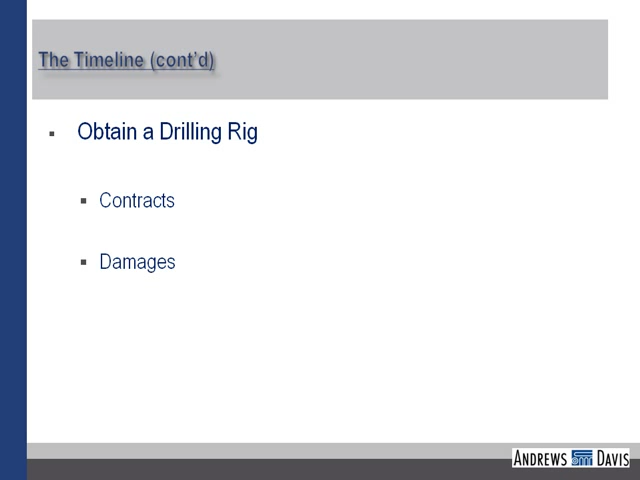 The Timeline (cont'd)
Obtain a Drilling Rig
Contracts
Damages
ANDREWS DAVIS